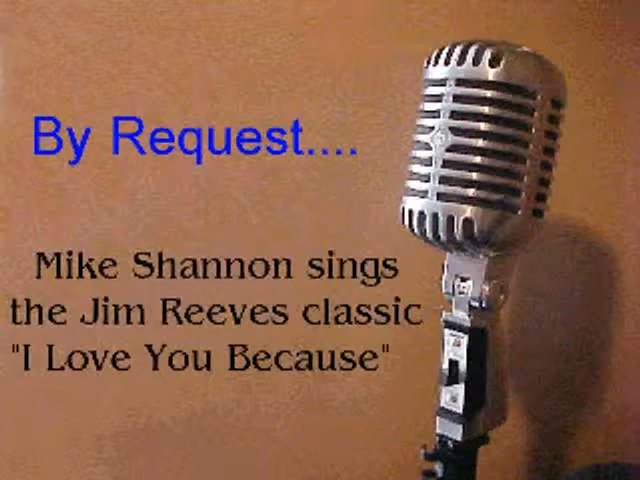 By Request....
Mike Shannon sings
the Jim Reeves classic
"I Love You Because"